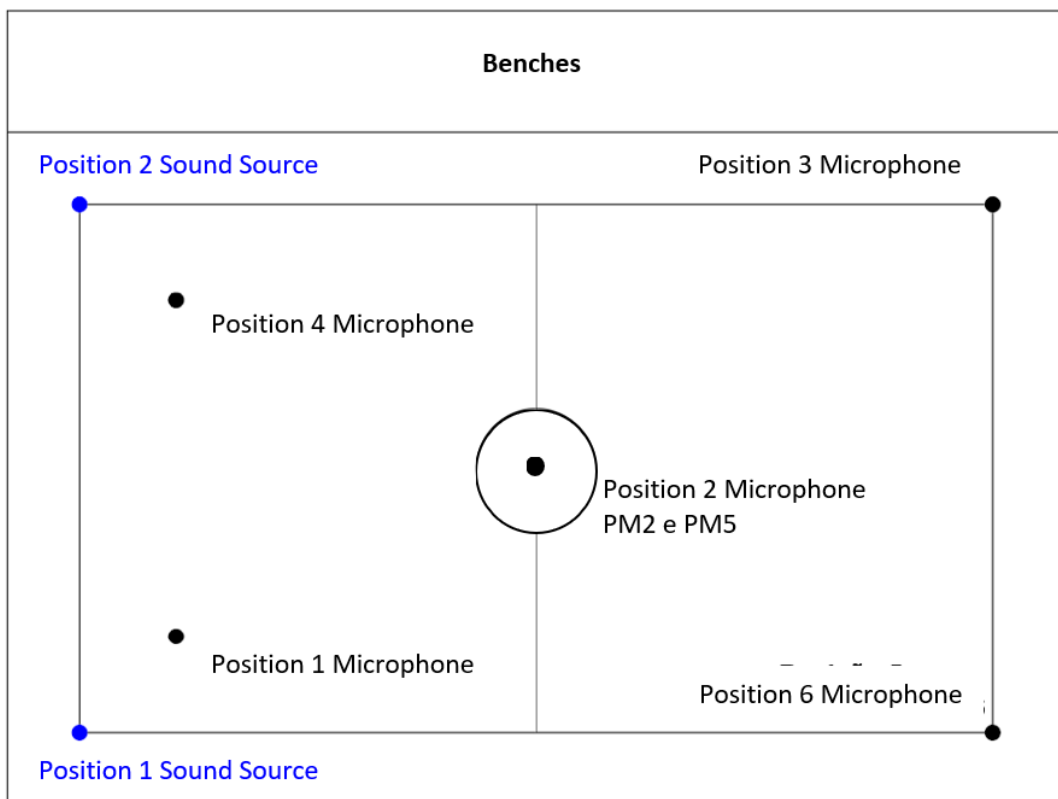 Benches
Position 2 Sound Source
Position 3 Microphone
Position 4 Microphone
Position 2 Microphone
PM2 e PM5
Position 1 Microphone
Position 6 Microphone
Position 1 Sound Source